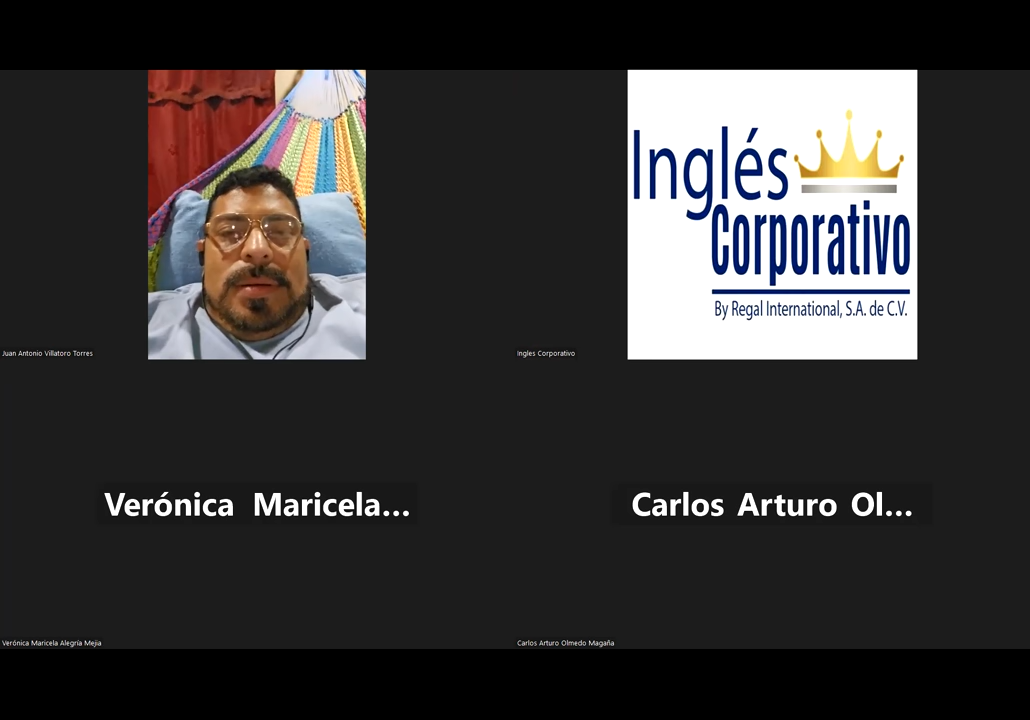 Inglés
Corporativo
By Regal International, S.A. de C.V.
Juan Antonio Villatoro Torres
Ingles Corporativo
Verónica Maricela...
Carlos Arturo Ol...
Verónica Maricela Alegría Mejia
Carlos Arturo Olmedo Magaña